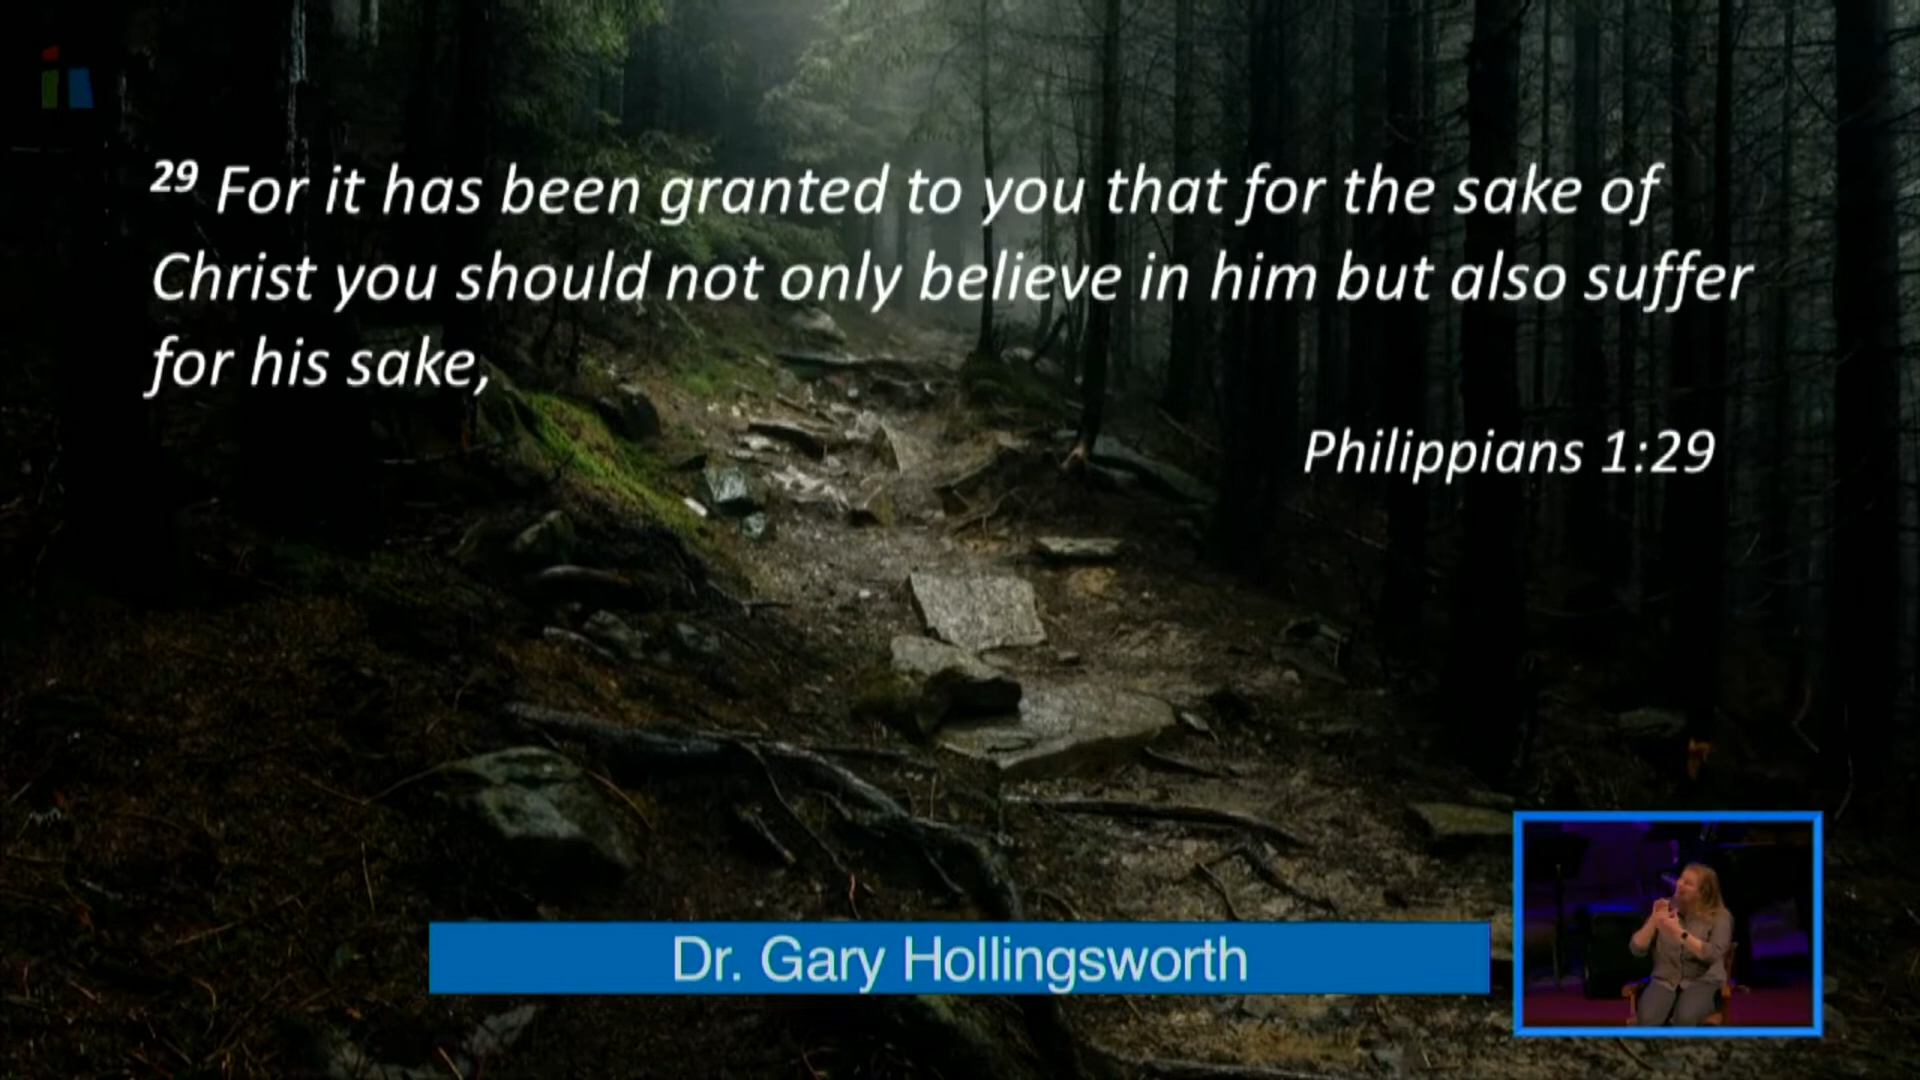 29 For it has been granted to you that for the sake of
Christ you should not only believe in him but also suffer
for his sake,
Philippians 1:29
Dr. Gary Hollingsworth